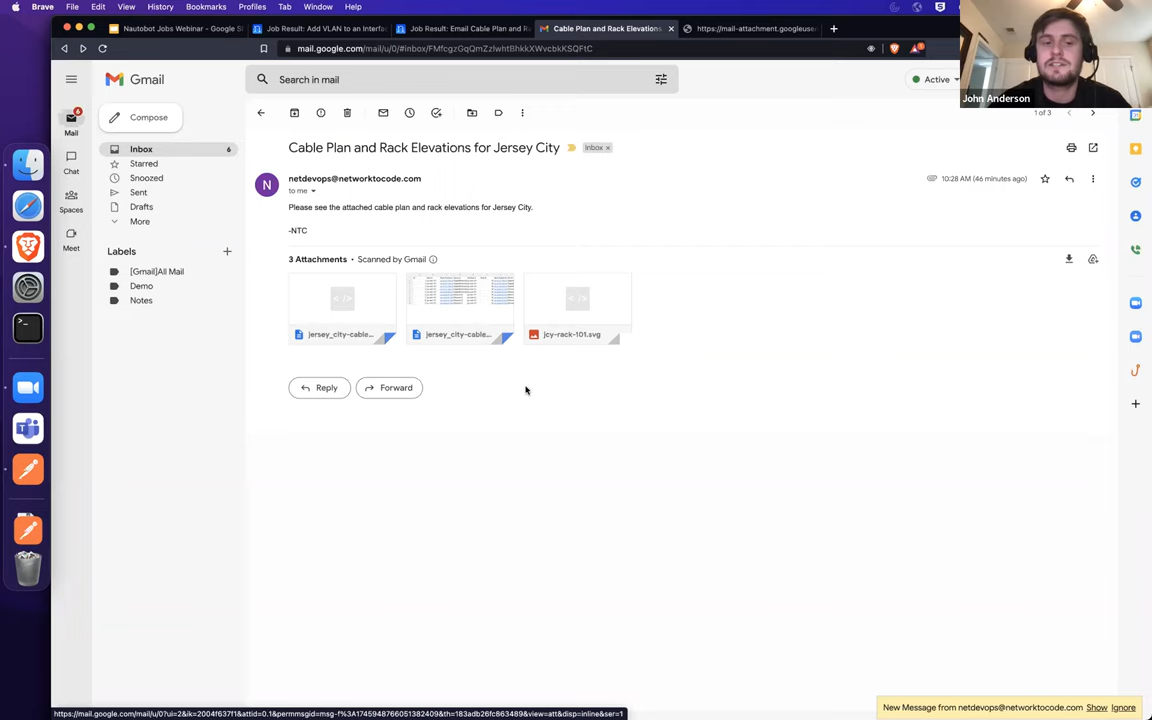 Brave File Edit View History Bookmarks Profiles Tab Window Help
Nautobot Jobs Webinar - Google Sl
Job Result: Add VLAN to an Interfa
Job Result: Email Cable Plan and R
Cable Plan and Rack Elevations fo
https://mail-attachment.googleuse
mail.google.com/mail/u/0/#inbox/FMfcgzGqQmZzlwhtBhkkXWvcbkKSQFtC
Gmail
Search in mail
Active
John Anderson
6
Mail
Chat
Spaces
Meet
Compose
Inbox 6
Starred
Snoozed
Sent
Drafts
More
Labels
[Gmail]All Mail
Demo
Notes
1 of 3
Cable Plan and Rack Elevations for Jersey City
Inbox ×
netdevops@networktocode.com
10:28 AM (46 minutes ago)
to me
Please see the attached cable plan and rack elevations for Jersey City.
-NTC
3 Attachments • Scanned by Gmail
jersey_city-cable...
jersey_city-cable...
jcy-rack-101.svg
Reply
Forward
New Message from netdevops@networktocode.com Show Ignore